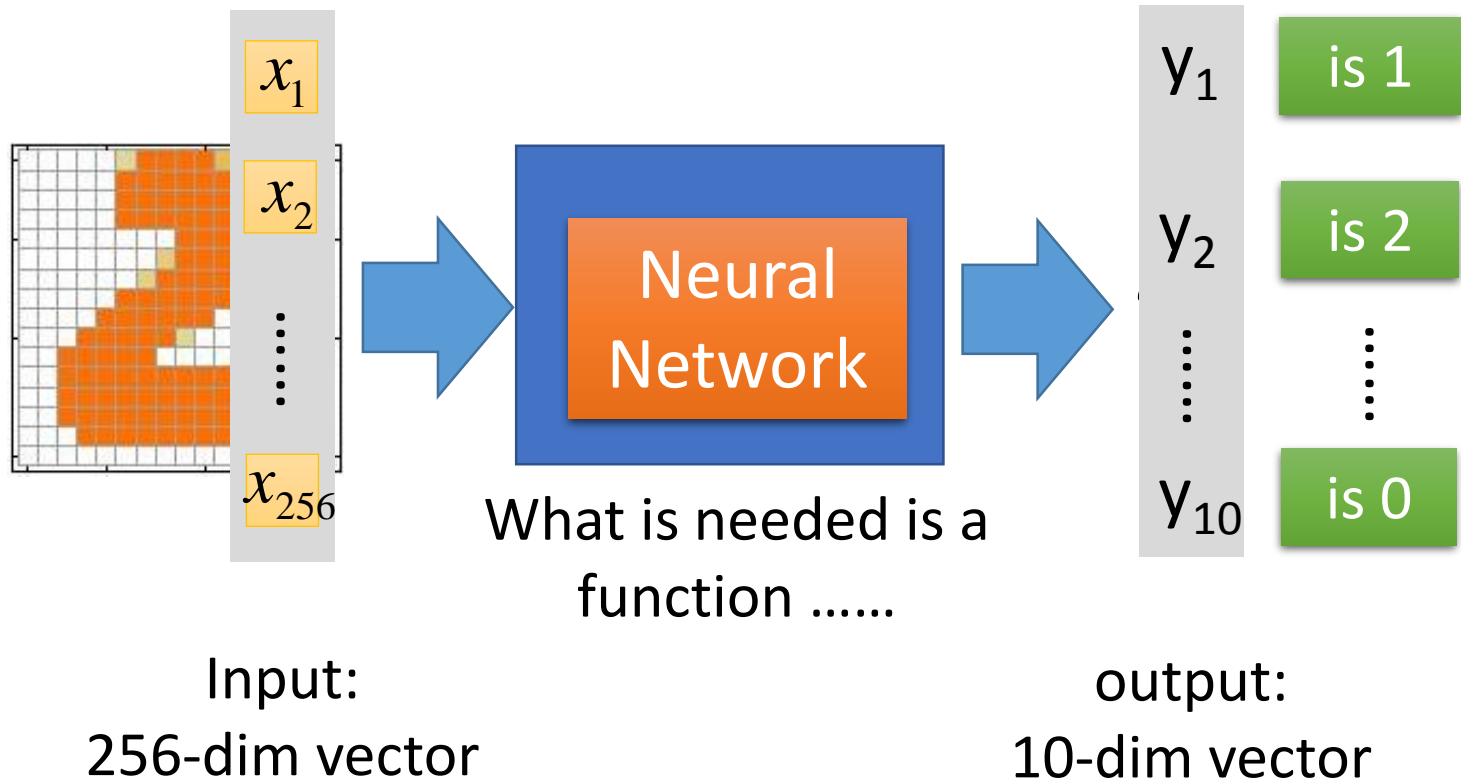 x₁
x₂
⋮
x₂₅₆
Neural
Network
What is needed is a
function ......
y₁
y₂
⋮
y₁₀
is 1
is 2
⋮
is 0
Input:
256-dim vector
output:
10-dim vector